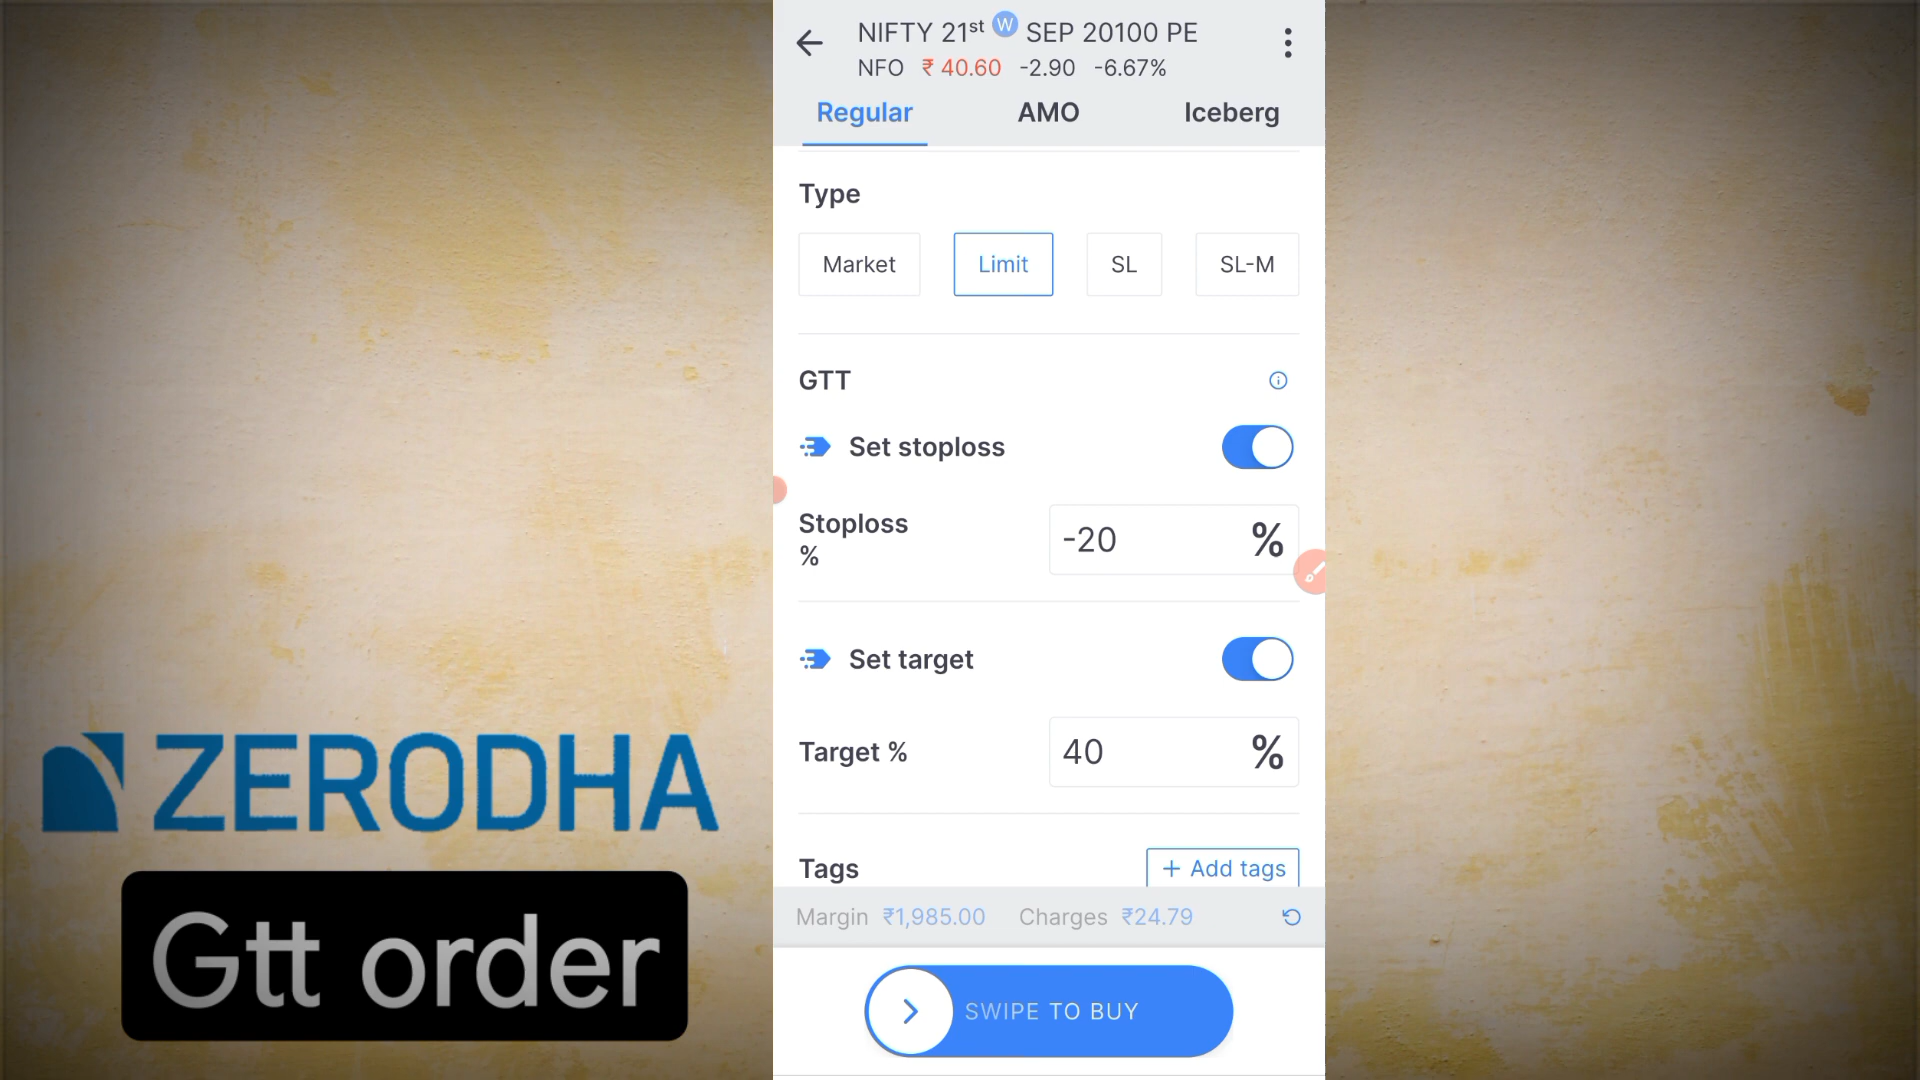 NIFTY 21st W SEP 20100 PE
NFO ₹ 40.60 -2.90 -6.67%
Regular AMO Iceberg
Type
Market Limit SL SL-M
GTT
Set stoploss
Stoploss
%
-20 %
Set target
Target % 40 %
Tags + Add tags
Margin ₹1,985.00 Charges ₹24.79
SWIPE TO BUY
ZERODHA
Gtt order